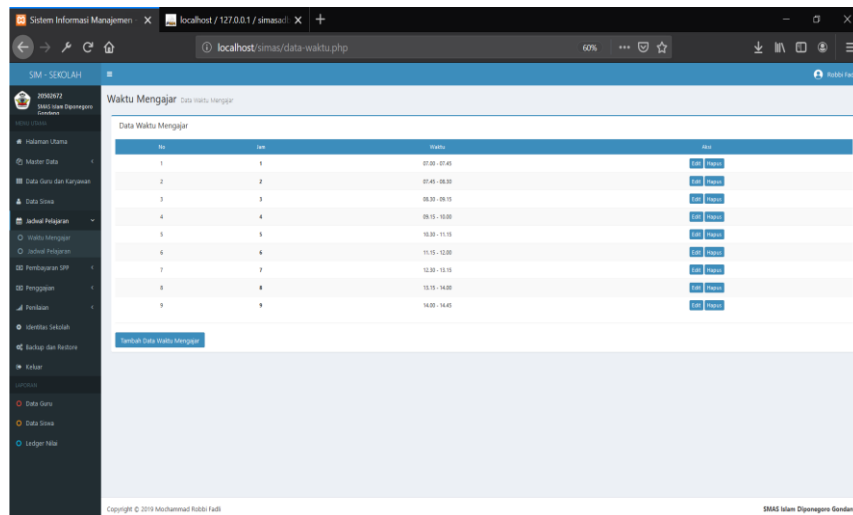 Sistem Informasi Manajemen -
localhost / 127.0.0.1 / simasadi
localhost/simas/data-waktu.php
60%
SIM - SEKOLAH
Robbi Fad
20502672
SMAS Islam Diponegoro
Gondang
MENU UTAMA
Halaman Utama
Master Data
Data Guru dan Karyawan
Data Siswa
Jadwal Pelajaran
Waktu Mengajar
Jadwal Pelajaran
Pembayaran SPP
Penggajian
Penilaian
Identitas Sekolah
Backup dan Restore
Keluar
LAPORAN
Data Guru
Data Siswa
Ledger Nilai
Waktu Mengajar Data Waktu Mengajar
Data Waktu Mengajar
No Jam Waktu Aksi
1 1 07.00 - 07.45 Edit Hapus
2 2 07.45 - 08.30 Edit Hapus
3 3 08.30 - 09.15 Edit Hapus
4 4 09.15 - 10.00 Edit Hapus
5 5 10.30 - 11.15 Edit Hapus
6 6 11.15 - 12.00 Edit Hapus
7 7 12.30 - 13.15 Edit Hapus
8 8 13.15 - 14.00 Edit Hapus
9 9 14.00 - 14.45 Edit Hapus
Tambah Data Waktu Mengajar
Copyright © 2019 Mochammad Robbi Fadli
SMAS Islam Diponegoro Gondan